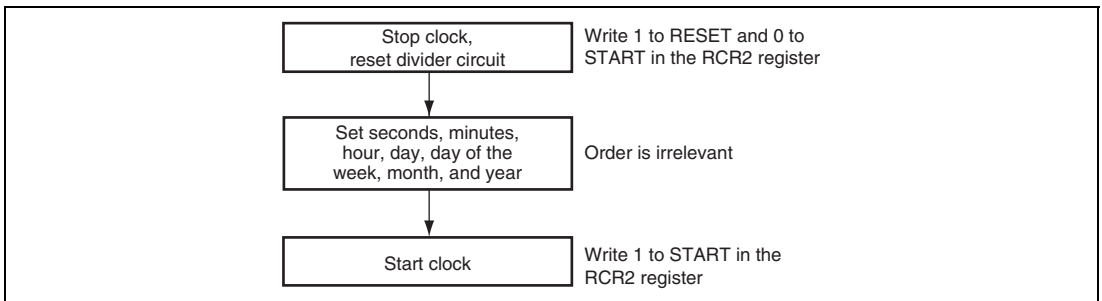 Stop clock,
reset divider circuit
Write 1 to RESET and 0 to
START in the RCR2 register
Set seconds, minutes,
hour, day, day of the
week, month, and year
Order is irrelevant
Start clock
Write 1 to START in the
RCR2 register